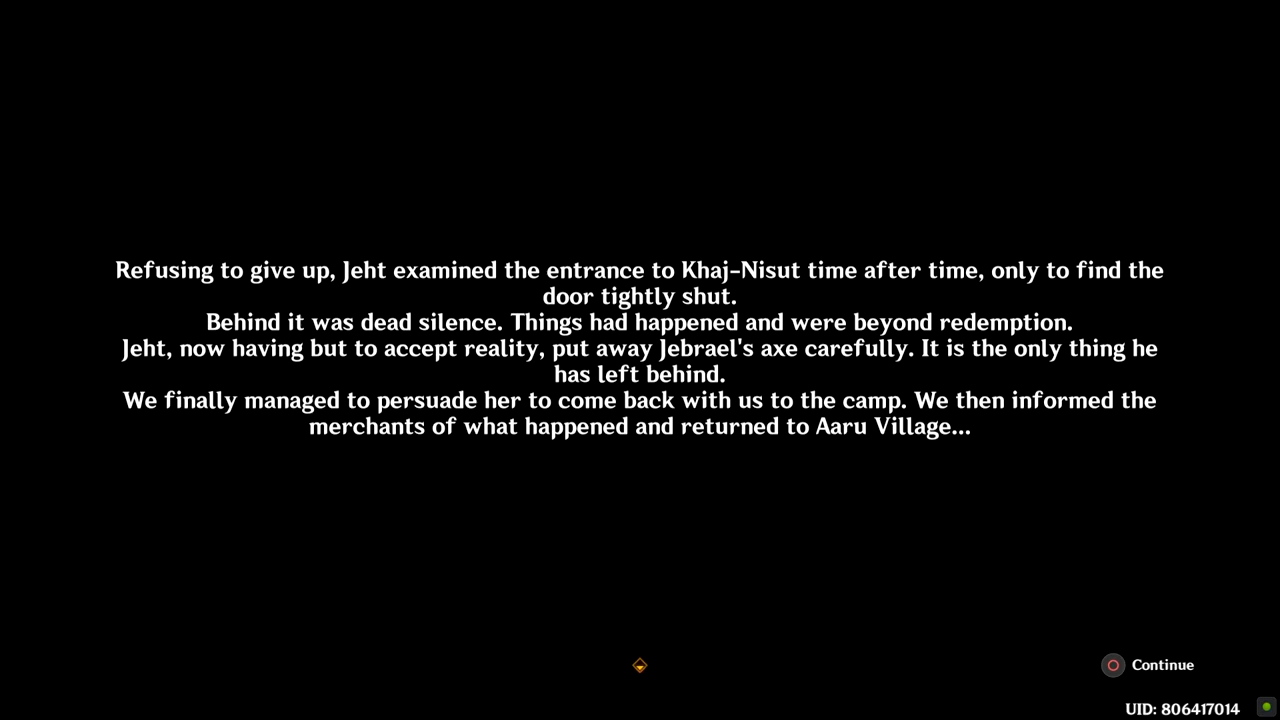 Refusing to give up, Jeht examined the entrance to Khaj-Nisut time after time, only to find the
door tightly shut.
Behind it was dead silence. Things had happened and were beyond redemption.
Jeht, now having but to accept reality, put away Jebrael's axe carefully. It is the only thing he
has left behind.
We finally managed to persuade her to come back with us to the camp. We then informed the
merchants of what happened and returned to Aaru Village...
Continue
UID: 806417014